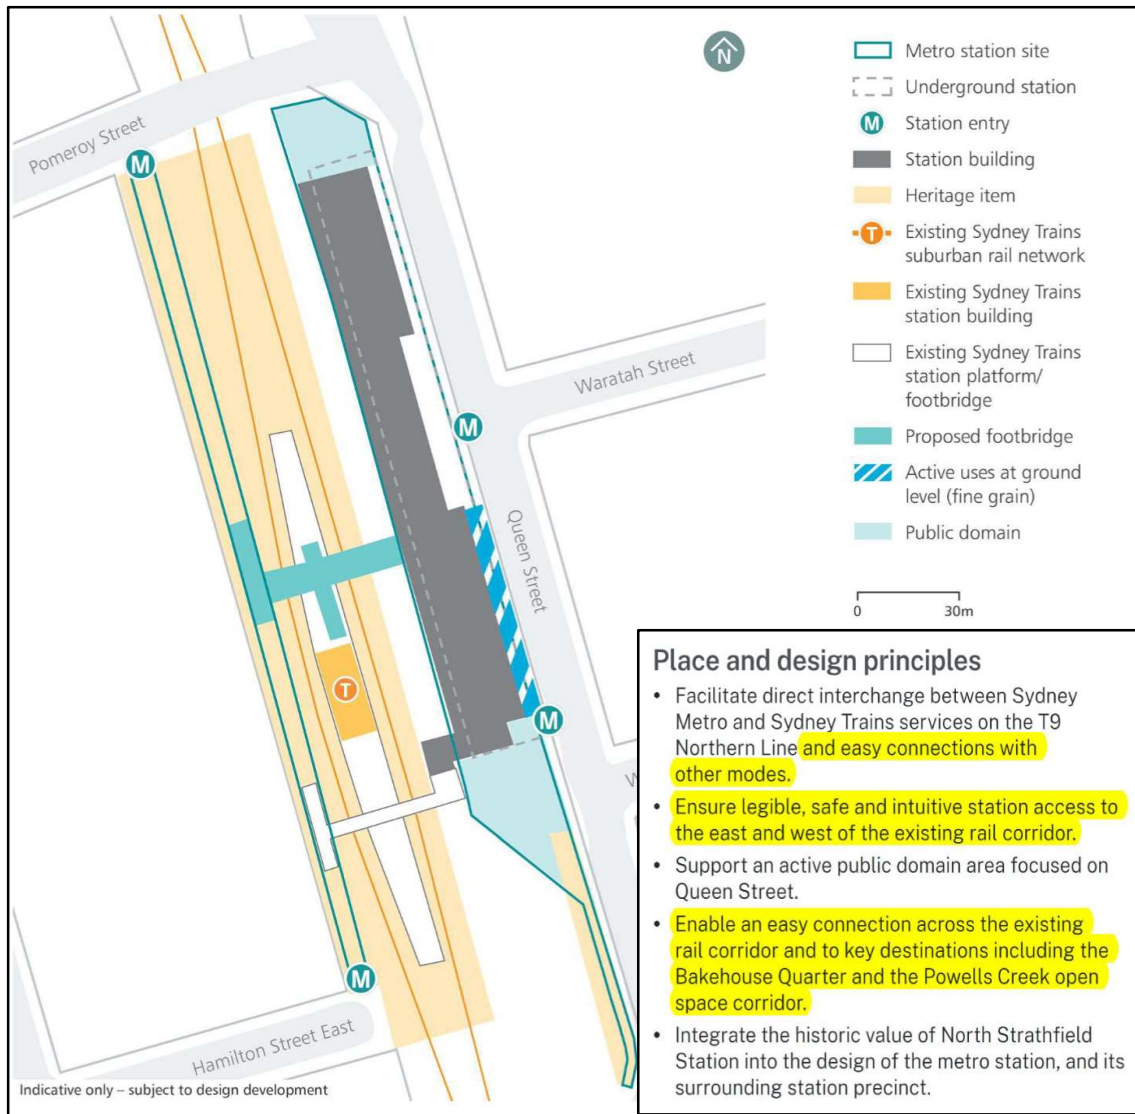 N
Metro station site
Underground station
M
Station entry
Station building
Heritage item
T
Existing Sydney Trains
suburban rail network
Existing Sydney Trains
station building
Existing Sydney Trains
station platform/
footbridge
Proposed footbridge
Active uses at ground
level (fine grain)
Public domain
0 30m
Pomeroy Street
M
Waratah Street
M
Queen Street
T
M
W
M
Hamilton Street East
Indicative only – subject to design development
Place and design principles
• Facilitate direct interchange between Sydney
Metro and Sydney Trains services on the T9
Northern Line and easy connections with
other modes.
• Ensure legible, safe and intuitive station access to
the east and west of the existing rail corridor.
• Support an active public domain area focused on
Queen Street.
• Enable an easy connection across the existing
rail corridor and to key destinations including the
Bakehouse Quarter and the Powells Creek open
space corridor.
• Integrate the historic value of North Strathfield
Station into the design of the metro station, and its
surrounding station precinct.